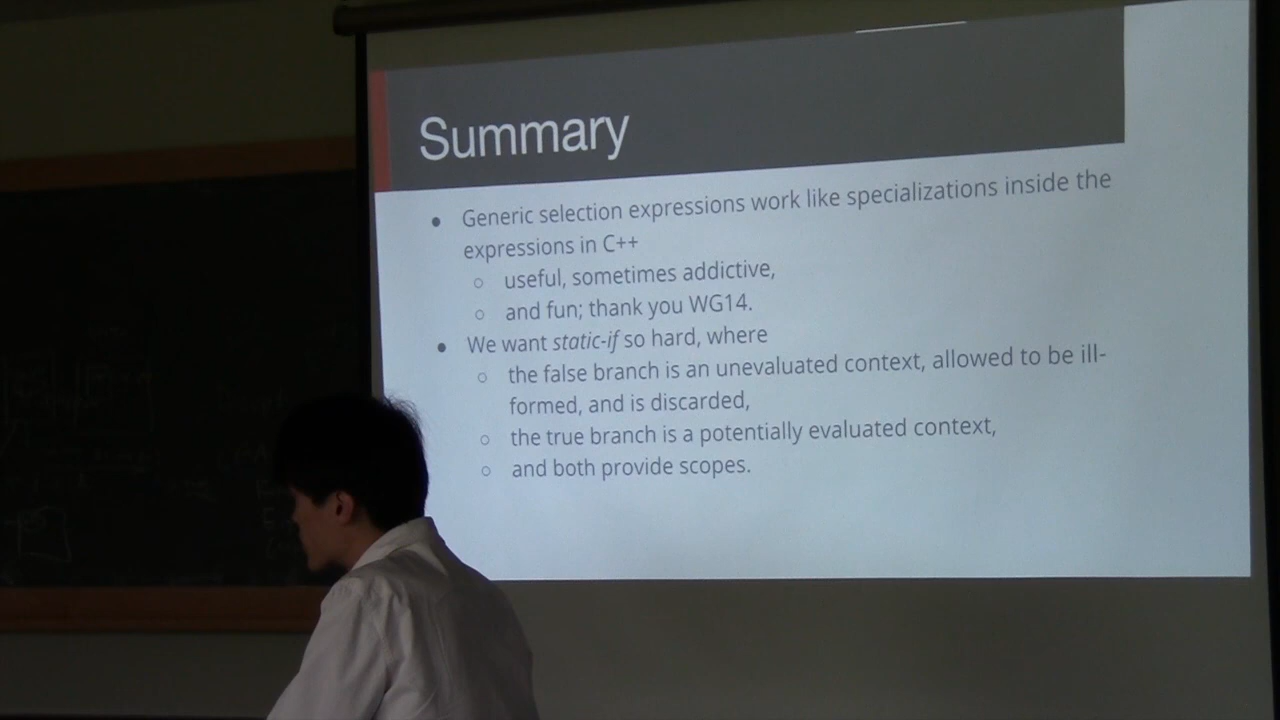 Summary
● Generic selection expressions work like specializations inside the
expressions in C++
○ useful, sometimes addictive,
○ and fun; thank you WG14.
● We want static-if so hard, where
○ the false branch is an unevaluated context, allowed to be ill-
formed, and is discarded,
○ the true branch is a potentially evaluated context,
○ and both provide scopes.